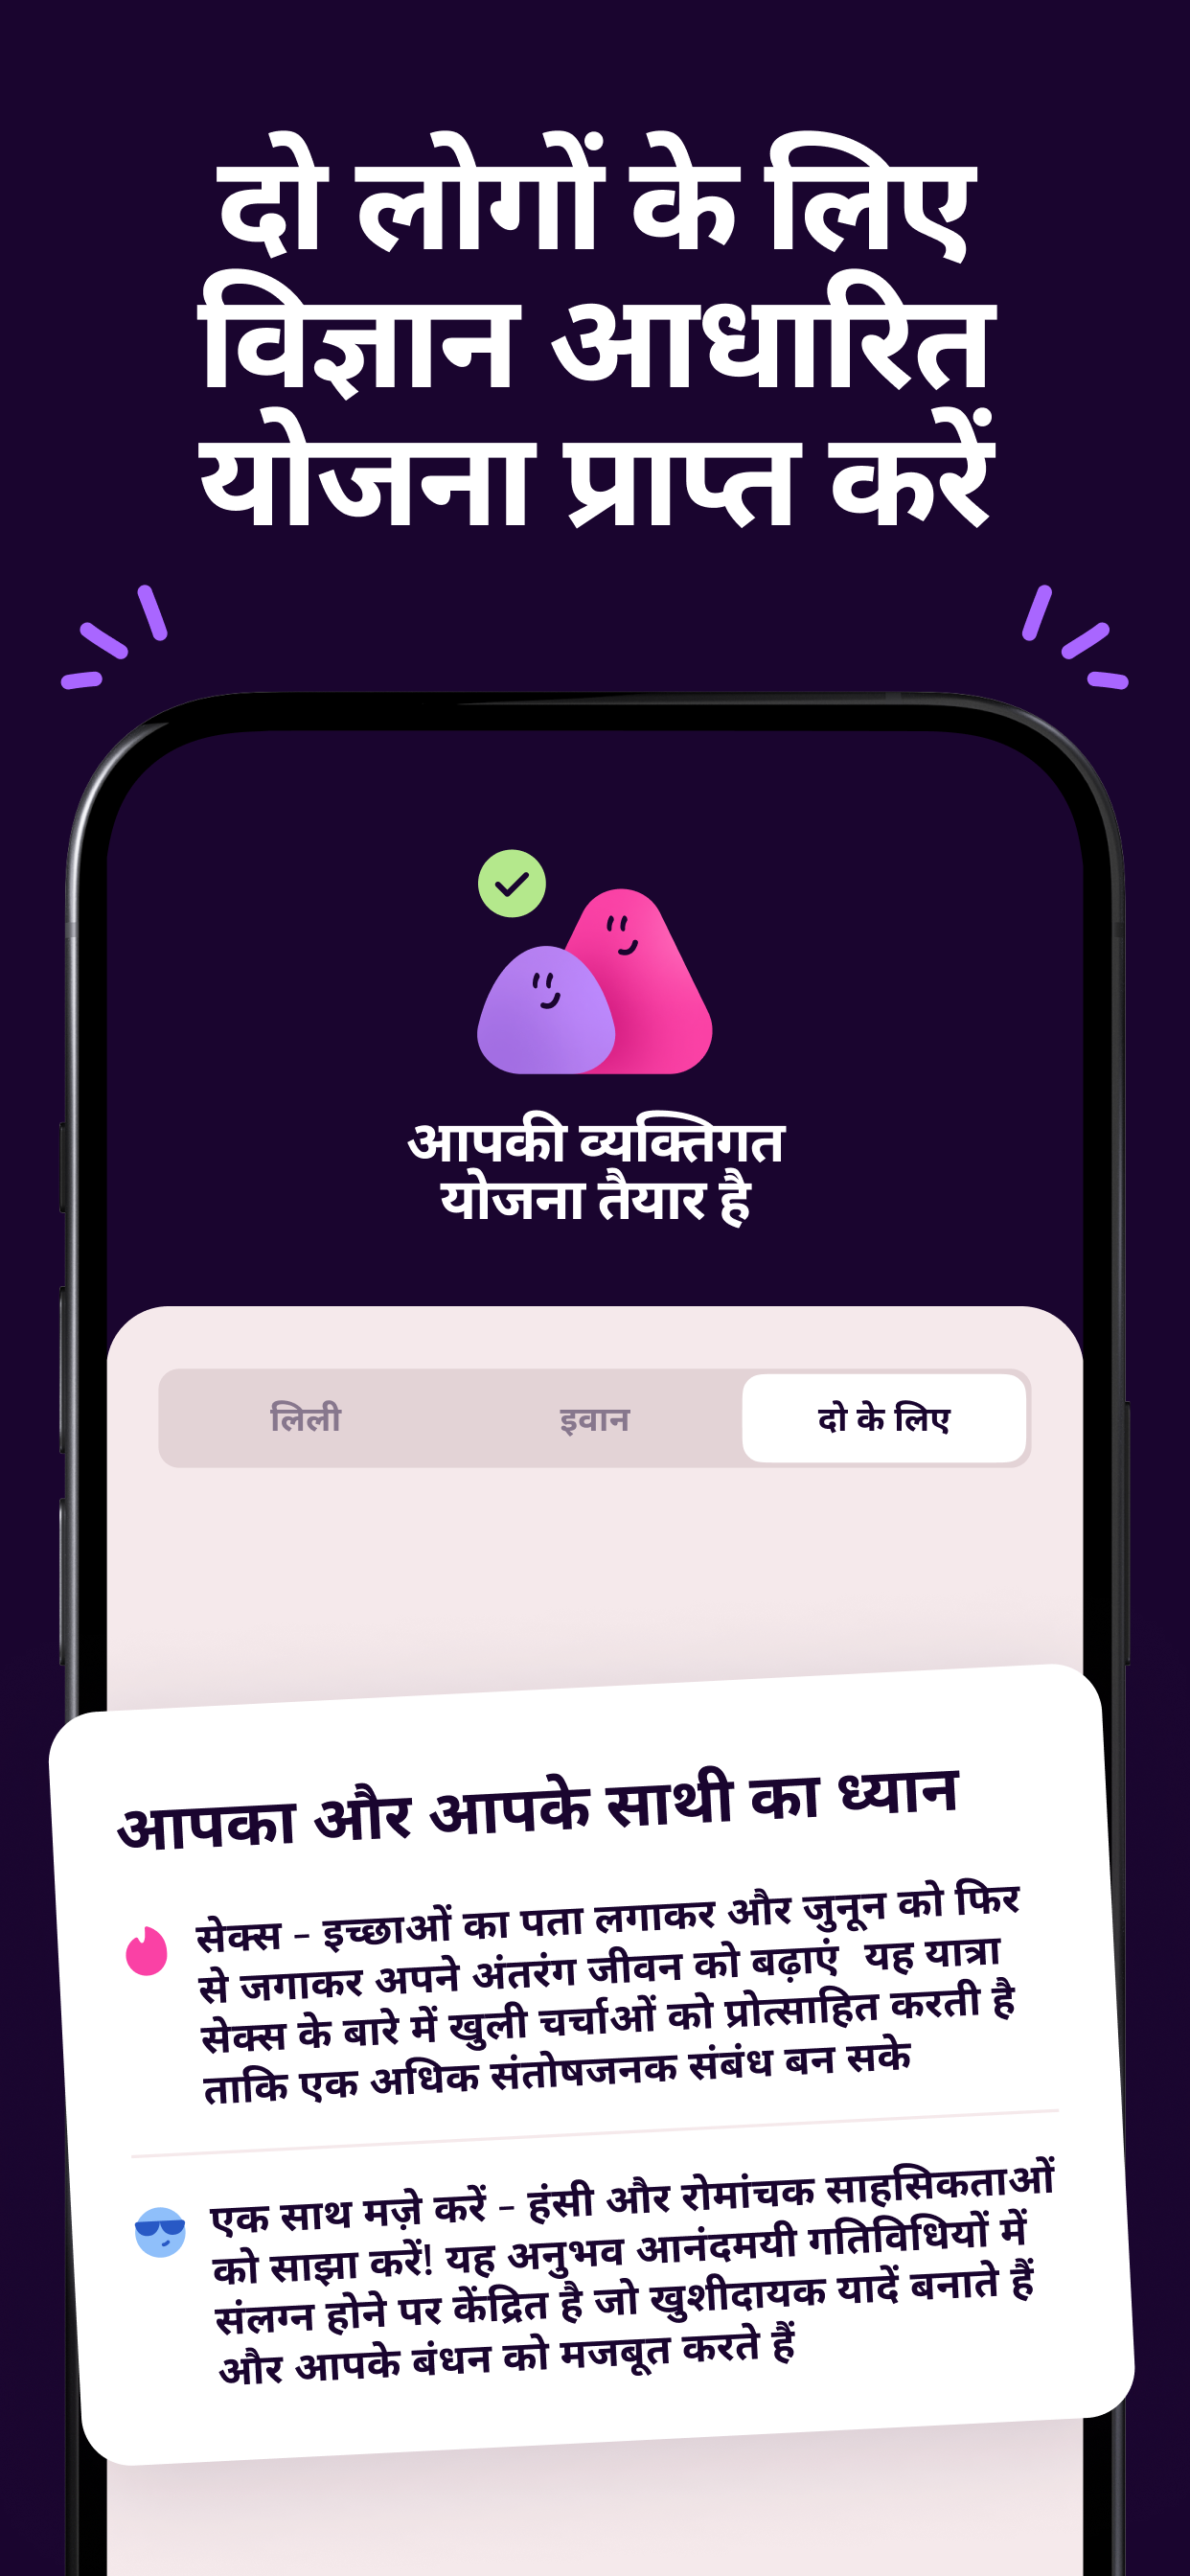 दो लोगों के लिए
विज्ञान आधारित
योजना प्राप्त करें
आपकी व्यक्तिगत
योजना तैयार है
लिली
इवान
दो के लिए
आपका और आपके साथी का ध्यान
सेक्स – इच्छाओं का पता लगाकर और जुनून को फिर
से जगाकर अपने अंतरंग जीवन को बढ़ाएं यह यात्रा
सेक्स के बारे में खुली चर्चाओं को प्रोत्साहित करती है
ताकि एक अधिक संतोषजनक संबंध बन सके
एक साथ मज़े करें – हंसी और रोमांचक साहसिकताओं
को साझा करें! यह अनुभव आनंदमयी गतिविधियों में
संलग्न होने पर केंद्रित है जो खुशीदायक यादें बनाते हैं
और आपके बंधन को मजबूत करते हैं